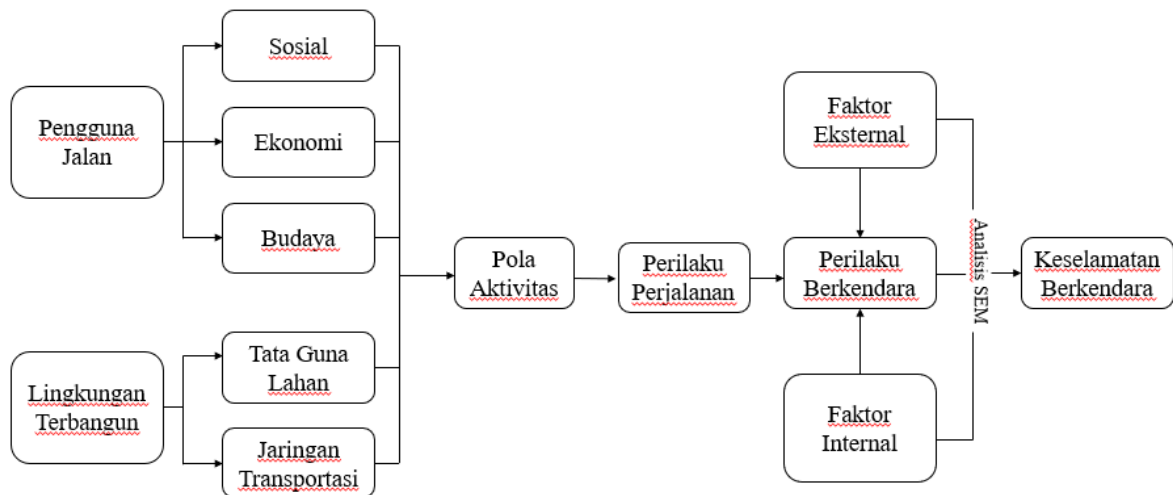 Pengguna
Jalan
Sosial
Ekonomi
Budaya
Lingkungan
Terbangun
Tata Guna
Lahan
Jaringan
Transportasi
Pola
Aktivitas
Perilaku
Perjalanan
Faktor
Eksternal
Perilaku
Berkendara
Faktor
Internal
Analisis SEM
Keselamatan
Berkendara